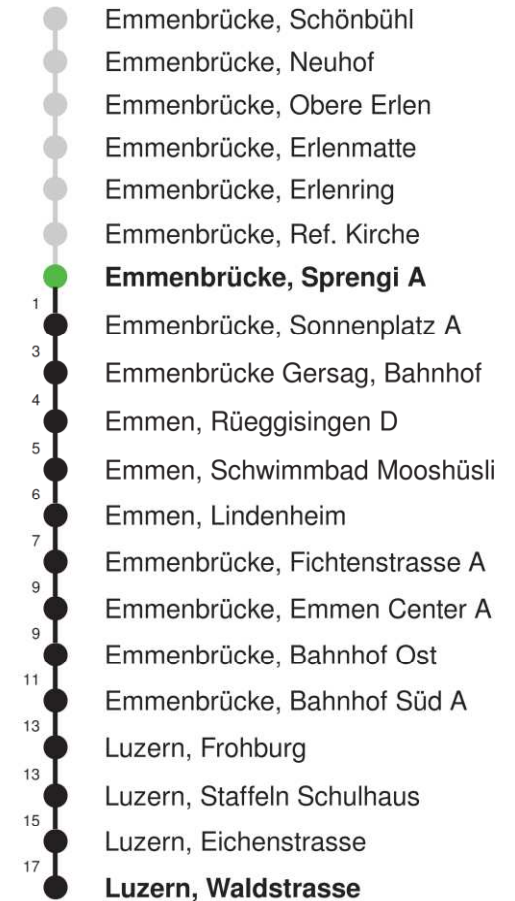 Emmenbrücke, Schönbühl
Emmenbrücke, Neuhof
Emmenbrücke, Obere Erlen
Emmenbrücke, Erlenmatte
Emmenbrücke, Erlenring
Emmenbrücke, Ref. Kirche
Emmenbrücke, Sprengi A
1
Emmenbrücke, Sonnenplatz A
3
Emmenbrücke Gersag, Bahnhof
4
Emmen, Rüeggisingen D
5
Emmen, Schwimmbad Mooshüsli
6
Emmen, Lindenheim
7
Emmenbrücke, Fichtenstrasse A
9
Emmenbrücke, Emmen Center A
9
Emmenbrücke, Bahnhof Ost
11
Emmenbrücke, Bahnhof Süd A
13
Luzern, Frohburg
13
Luzern, Staffeln Schulhaus
15
Luzern, Eichenstrasse
17
Luzern, Waldstrasse